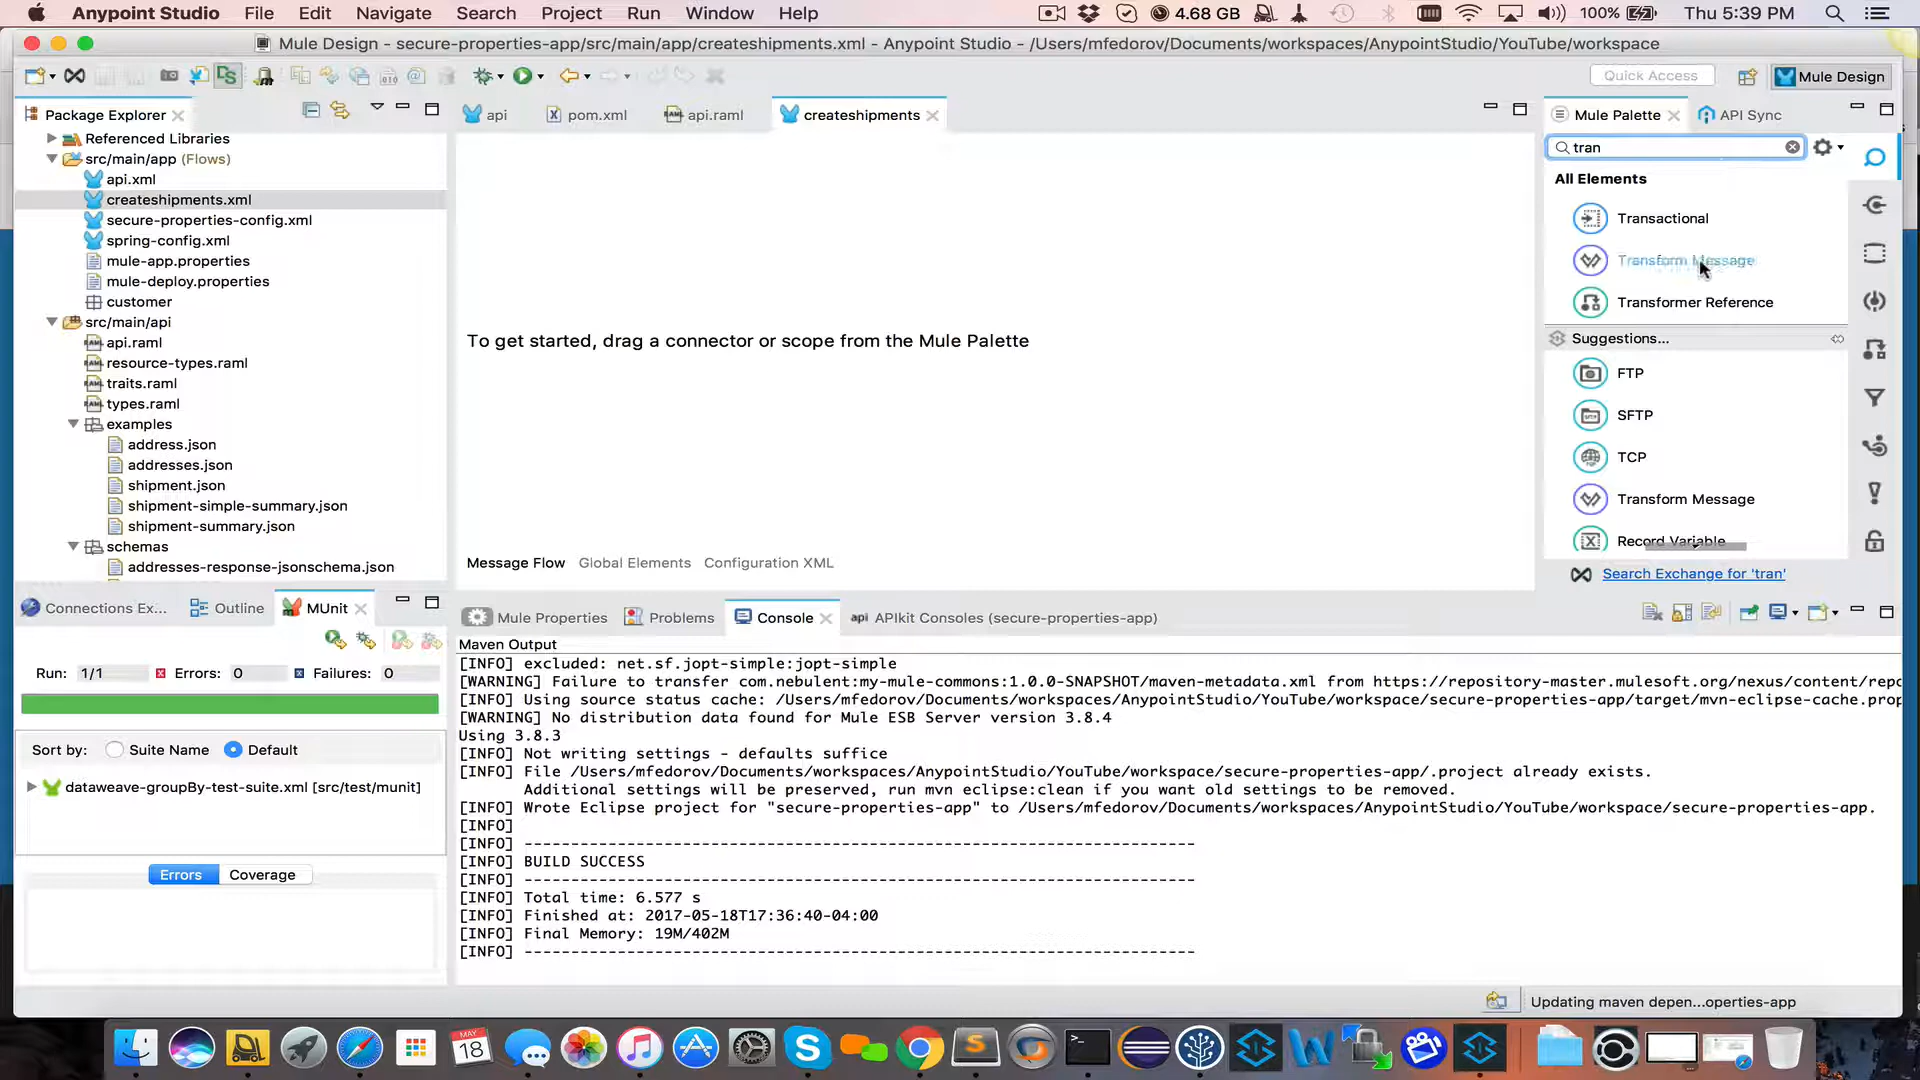 Anypoint Studio File Edit Navigate Search Project Run Window Help 4.68 GB 100% Thu 5:39 PM
Mule Design - secure-properties-app/src/main/app/createshipments.xml - Anypoint Studio - /Users/mfedorov/Documents/workspaces/AnypointStudio/YouTube/workspace
Quick Access Mule Design
Package Explorer
api pom.xml api.raml createshipments
Mule Palette API Sync
Referenced Libraries
src/main/app (Flows)
api.xml
createshipments.xml
secure-properties-config.xml
spring-config.xml
mule-app.properties
mule-deploy.properties
customer
src/main/api
api.raml
resource-types.raml
traits.raml
types.raml
examples
address.json
addresses.json
shipment.json
shipment-simple-summary.json
shipment-summary.json
schemas
addresses-response-jsonschema.json
To get started, drag a connector or scope from the Mule Palette
Message Flow Global Elements Configuration XML
tran
All Elements
Transactional
Transform Message
Transformer Reference
Suggestions...
FTP
SFTP
TCP
Transform Message
Record Variable
Search Exchange for 'tran'
Connections Ex... Outline MUnit
Run: 1/1 Errors: 0 Failures: 0
Sort by: Suite Name Default
dataweave-groupBy-test-suite.xml [src/test/munit]
Errors Coverage
Mule Properties Problems Console api APIkit Consoles (secure-properties-app)
Maven Output
[INFO] excluded: net.sf.jopt-simple:jopt-simple
[WARNING] Failure to transfer com.nebulent:my-mule-commons:1.0.0-SNAPSHOT/maven-metadata.xml from https://repository-master.mulesoft.org/nexus/content/repo
[INFO] Using source status cache: /Users/mfedorov/Documents/workspaces/AnypointStudio/YouTube/workspace/secure-properties-app/target/mvn-eclipse-cache.prop
[WARNING] No distribution data found for Mule ESB Server version 3.8.4
Using 3.8.3
[INFO] Not writing settings - defaults suffice
[INFO] File /Users/mfedorov/Documents/workspaces/AnypointStudio/YouTube/workspace/secure-properties-app/.project already exists.
Additional settings will be preserved, run mvn eclipse:clean if you want old settings to be removed.
[INFO] Wrote Eclipse project for "secure-properties-app" to /Users/mfedorov/Documents/workspaces/AnypointStudio/YouTube/workspace/secure-properties-app.
[INFO]
[INFO] ------------------------------------------------------------------------
[INFO] BUILD SUCCESS
[INFO] ------------------------------------------------------------------------
[INFO] Total time: 6.577 s
[INFO] Finished at: 2017-05-18T17:36:40-04:00
[INFO] Final Memory: 19M/402M
[INFO] ------------------------------------------------------------------------
Updating maven depen...operties-app
MAY
18